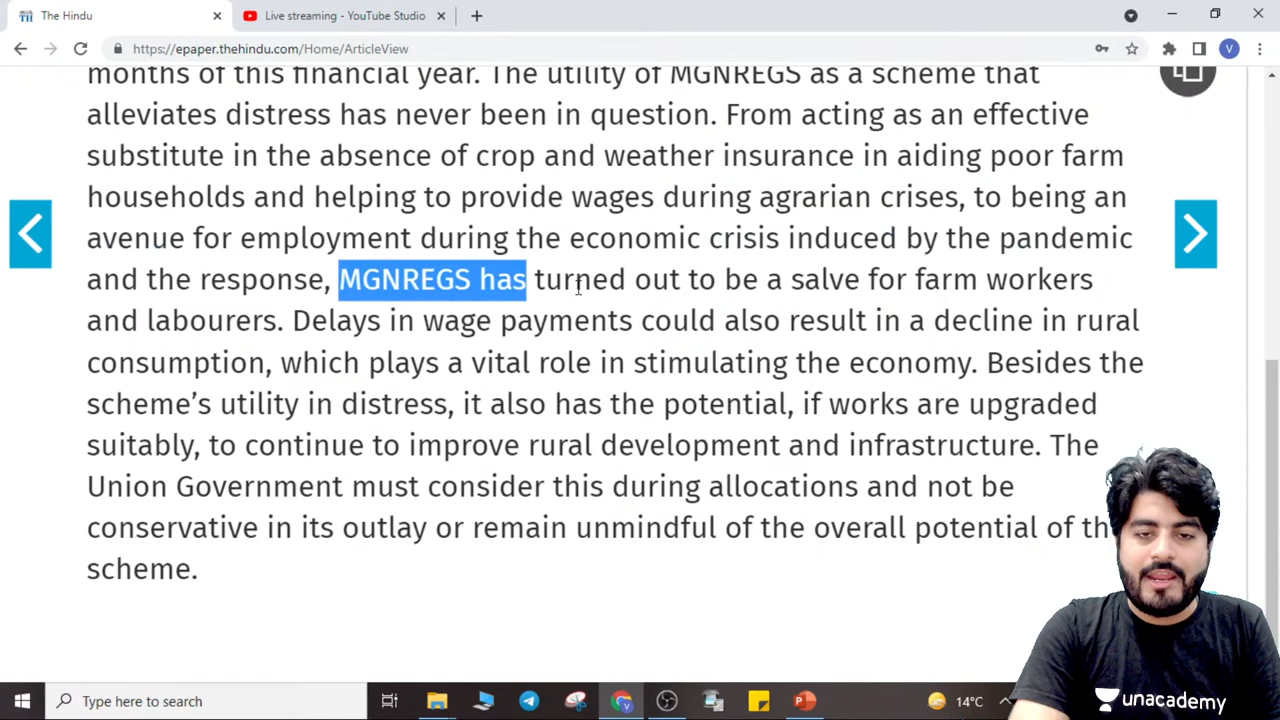 The Hindu
Live streaming - YouTube Studio
https://epaper.thehindu.com/Home/ArticleView
V
months of this financial year. The utility of MGNREGS as a scheme that
alleviates distress has never been in question. From acting as an effective
substitute in the absence of crop and weather insurance in aiding poor farm
households and helping to provide wages during agrarian crises, to being an
avenue for employment during the economic crisis induced by the pandemic
and the response, MGNREGS has turned out to be a salve for farm workers
and labourers. Delays in wage payments could also result in a decline in rural
consumption, which plays a vital role in stimulating the economy. Besides the
scheme’s utility in distress, it also has the potential, if works are upgraded
suitably, to continue to improve rural development and infrastructure. The
Union Government must consider this during allocations and not be
conservative in its outlay or remain unmindful of the overall potential of th
scheme.
Type here to search
14°C
unacademy